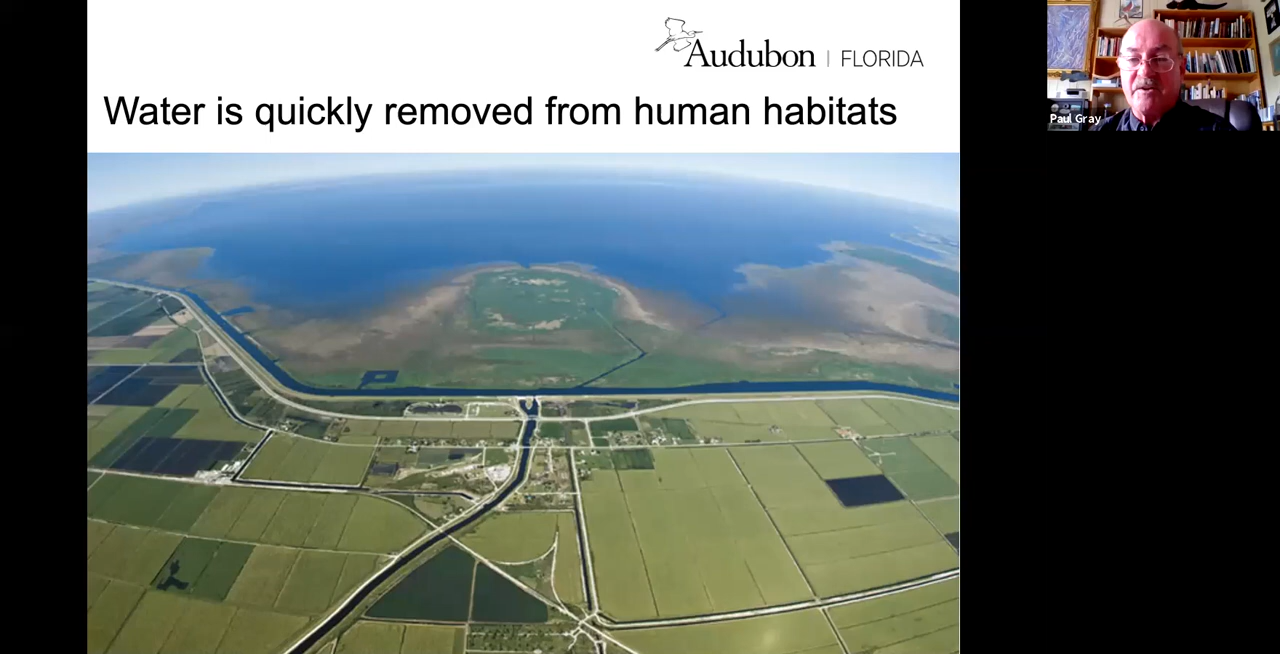 Audubon | FLORIDA
Water is quickly removed from human habitats
Paul Gray